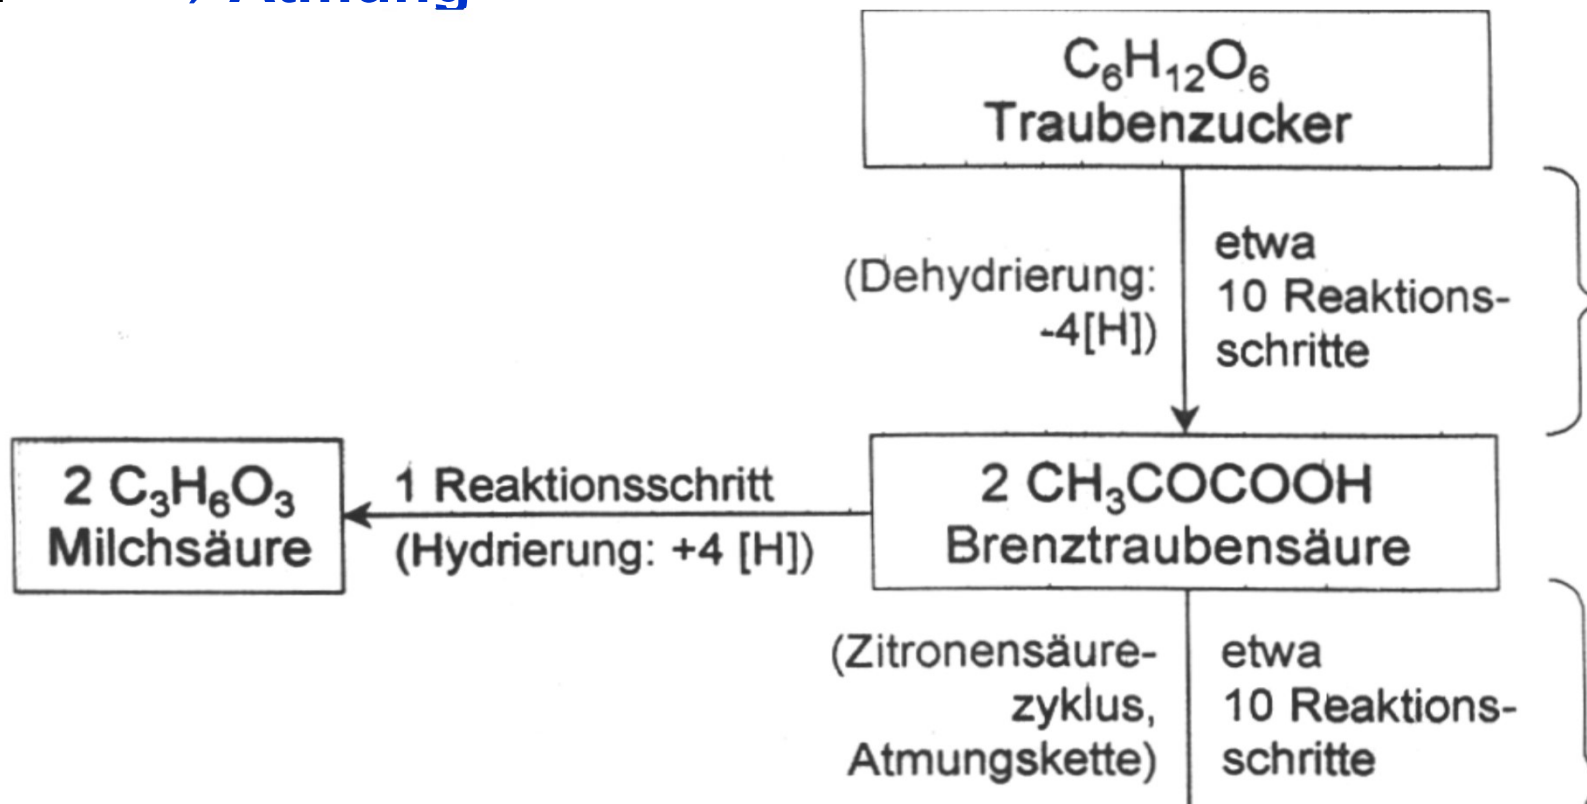 Atmung
C₆H₁₂O₆
Traubenzucker
(Dehydrierung:
-4[H])
etwa
10 Reaktions-
schritte
2 C₃H₆O₃
Milchsäure
1 Reaktionsschritt
(Hydrierung: +4 [H])
2 CH₃COCOOH
Brenztraubensäure
(Zitronensäure-
zyklus,
Atmungskette)
etwa
10 Reaktions-
schritte